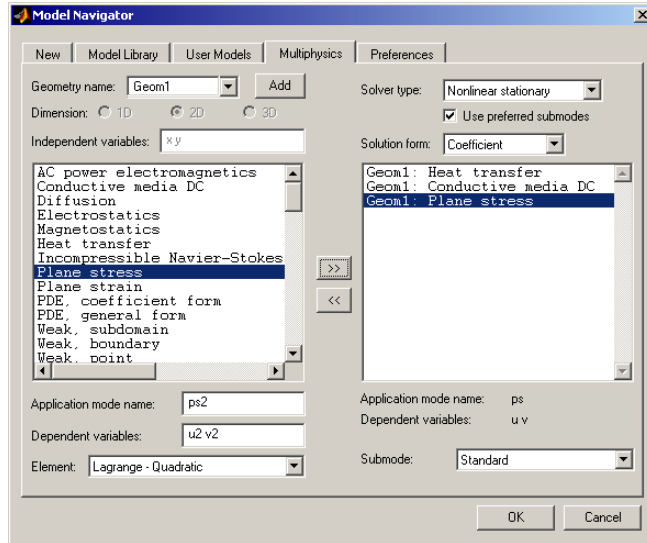 Model Navigator
New Model Library User Models Multiphysics Preferences
Geometry name: Geom1 Add
Dimension: 1D 2D 3D
Independent variables: x y
AC power electromagnetics
Conductive media DC
Diffusion
Electrostatics
Magnetostatics
Heat transfer
Incompressible Navier-Stokes
Plane stress
Plane strain
PDE, coefficient form
PDE, general form
Weak, subdomain
Weak, boundary
Weak, point
Application mode name: ps2
Dependent variables: u2 v2
Element: Lagrange - Quadratic
>>
<<
Solver type: Nonlinear stationary
Use preferred submodes
Solution form: Coefficient
Geom1: Heat transfer
Geom1: Conductive media DC
Geom1: Plane stress
Application mode name: ps
Dependent variables: u v
Submode: Standard
OK Cancel